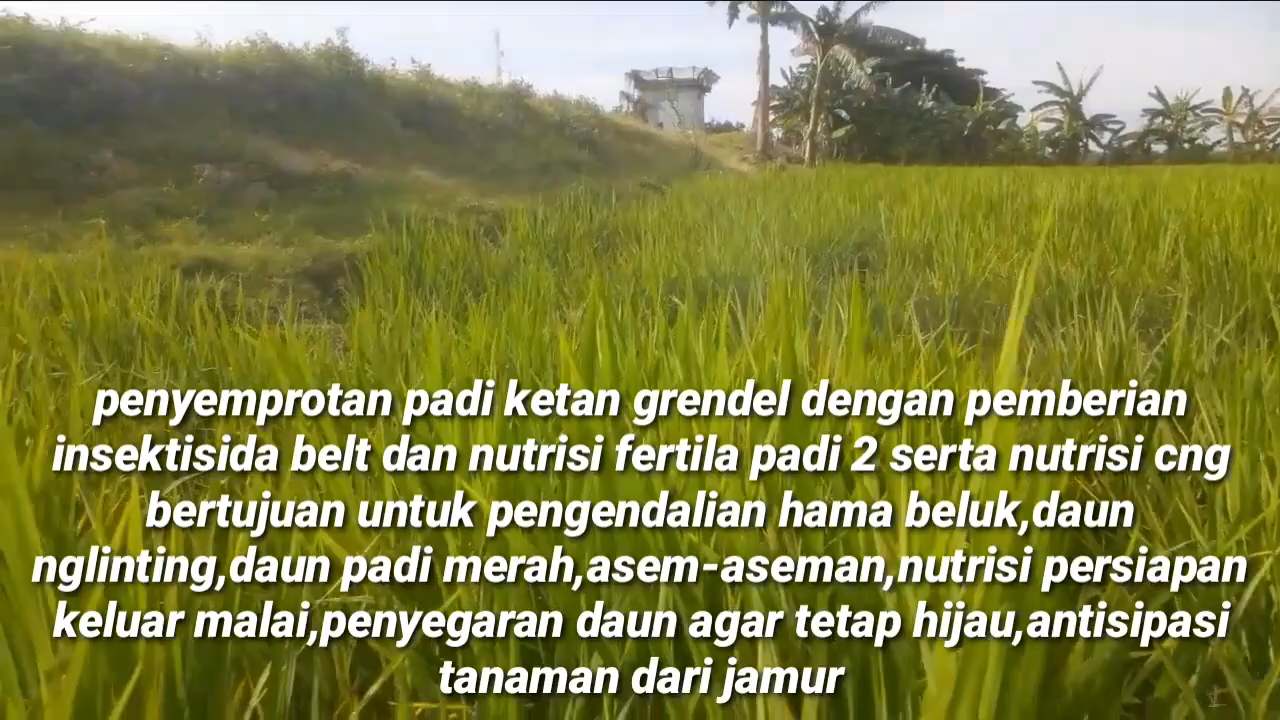 penyemprotan padi ketan grendel dengan pemberian
insektisida belt dan nutrisi fertila padi 2 serta nutrisi cng
bertujuan untuk pengendalian hama beluk,daun
nglinting,daun padi merah,asem-aseman,nutrisi persiapan
keluar malai,penyegaran daun agar tetap hijau,antisipasi
tanaman dari jamur